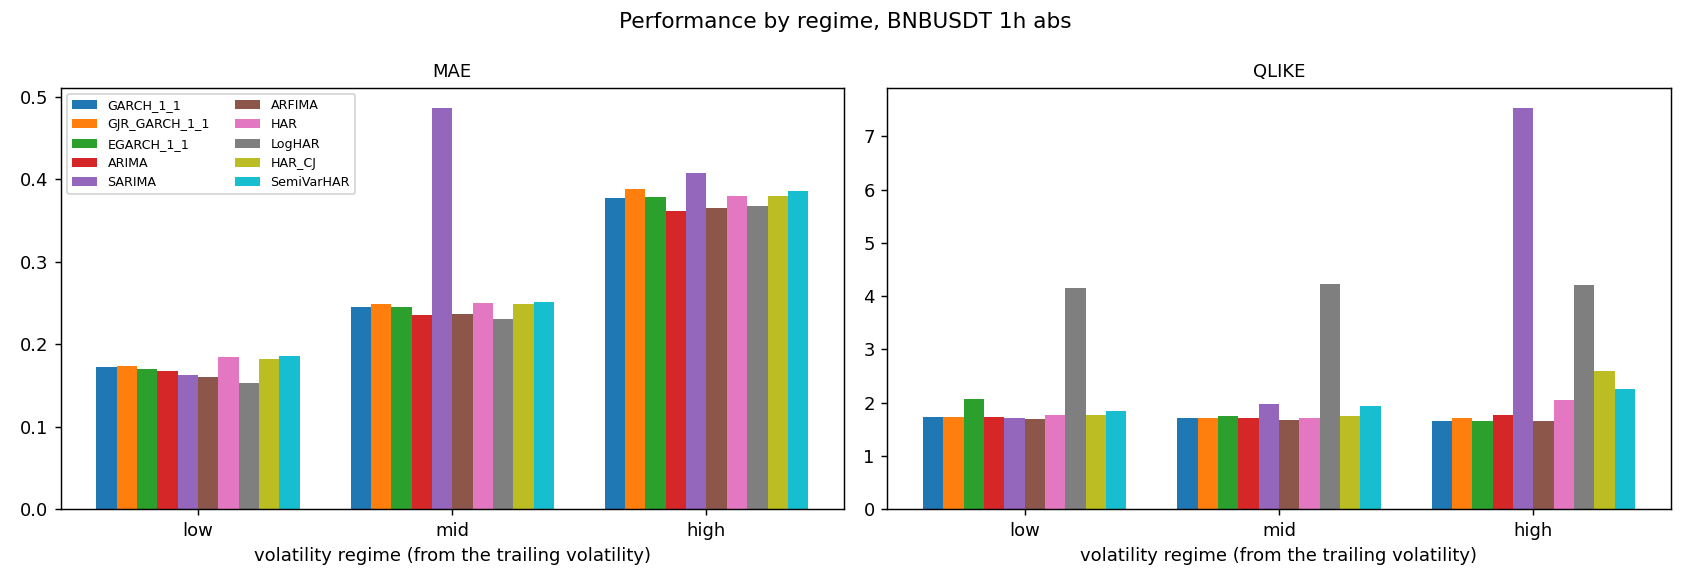 Performance by regime, BNBUSDT 1h abs
MAE
0.5
0.4
0.3
0.2
0.1
0.0
GARCH_1_1
GJR_GARCH_1_1
EGARCH_1_1
ARIMA
SARIMA
ARFIMA
HAR
LogHAR
HAR_CJ
SemiVarHAR
low mid high
volatility regime (from the trailing volatility)
QLIKE
7
6
5
4
3
2
1
0
low mid high
volatility regime (from the trailing volatility)